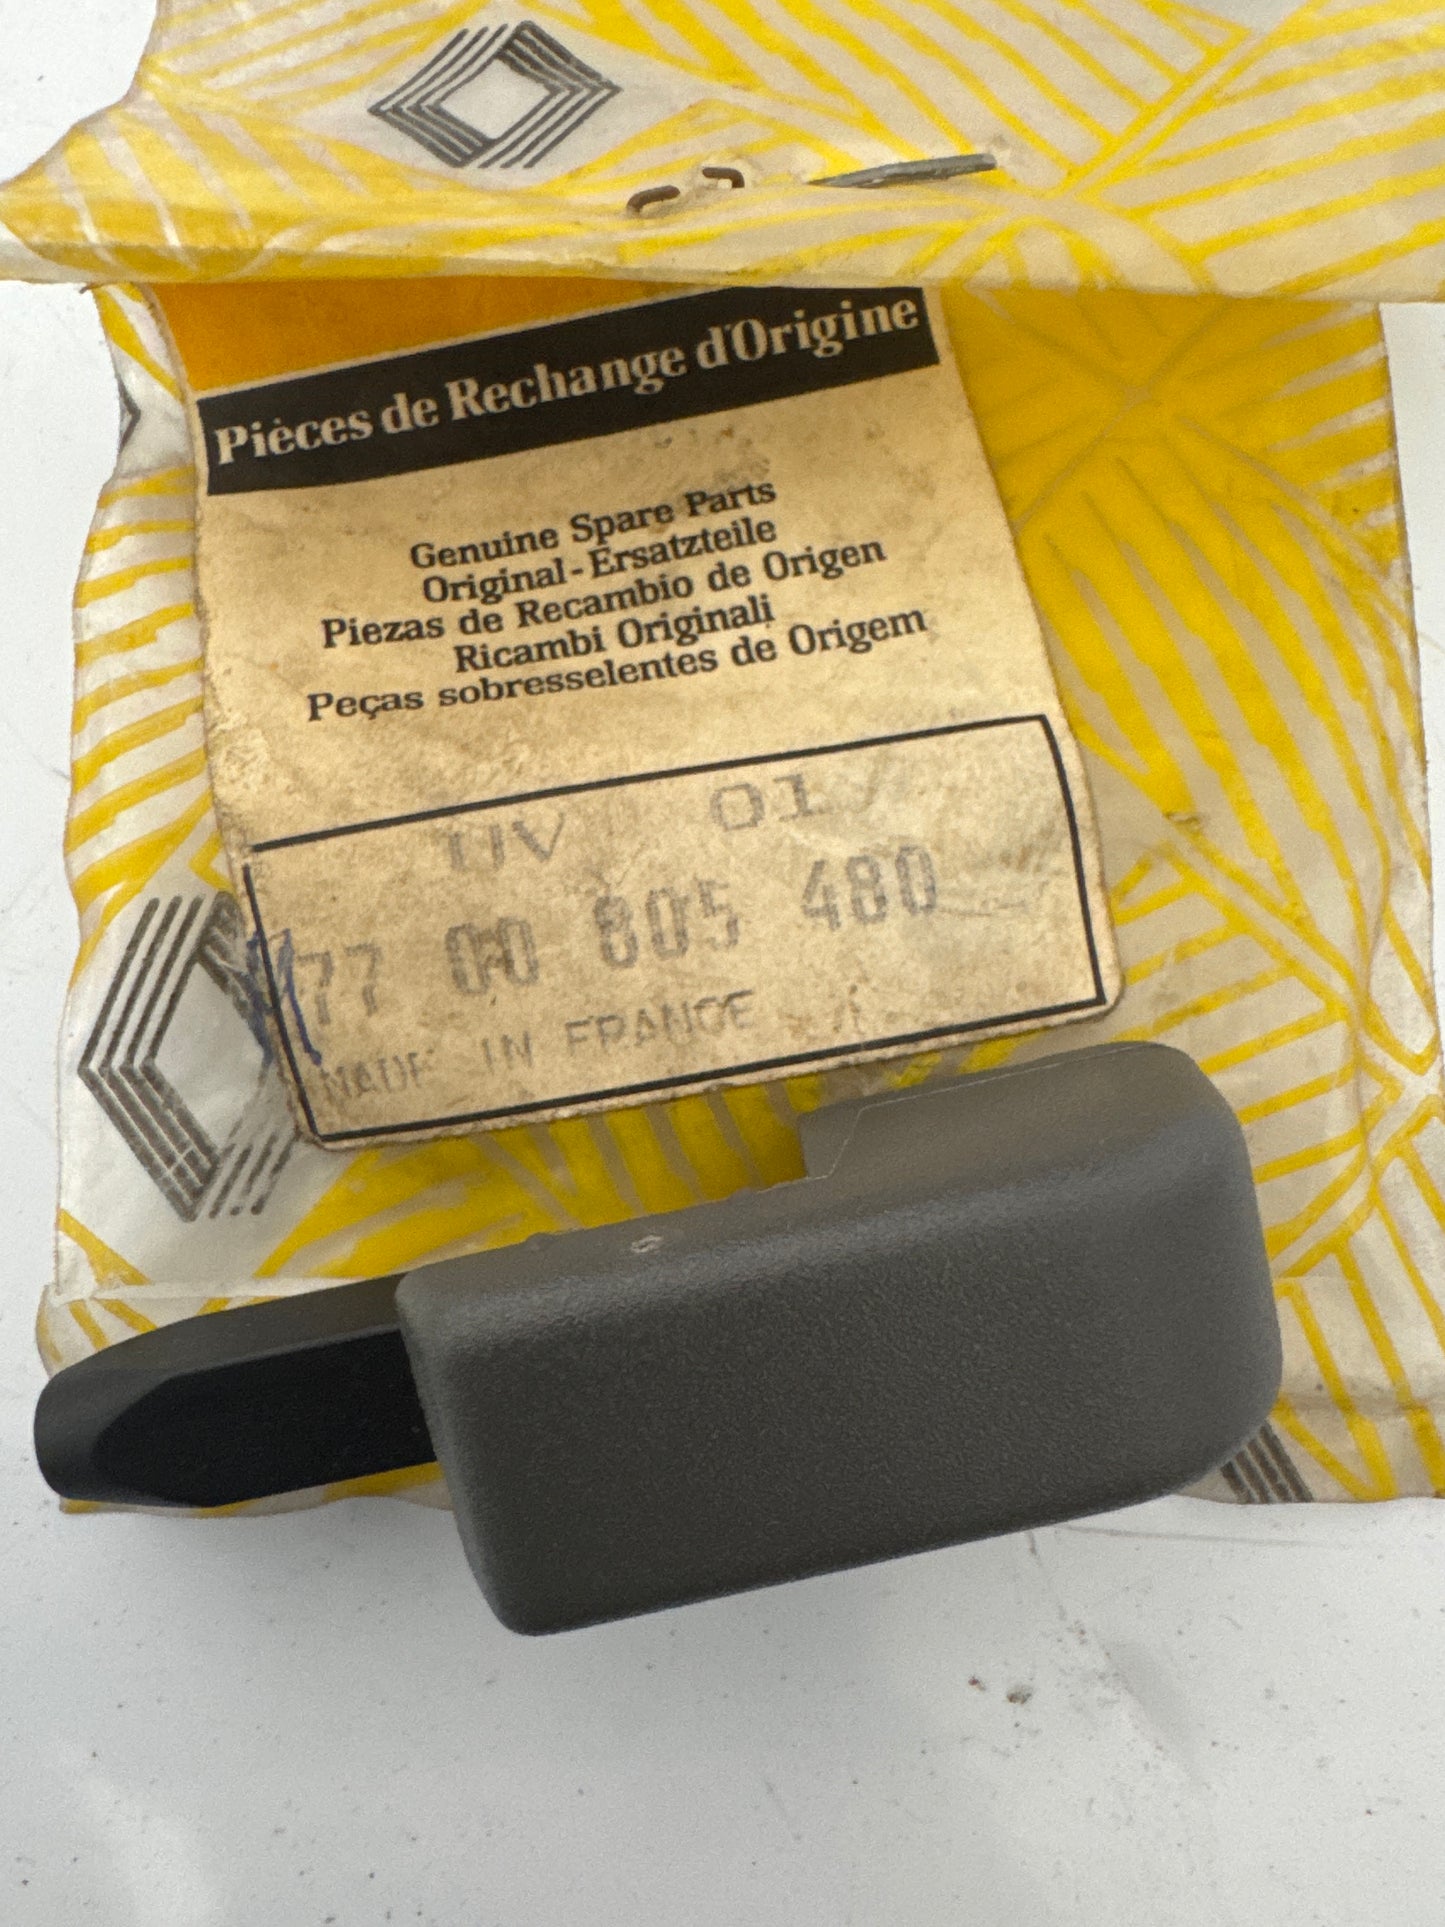 Pièces de Rechange d'Origine
Genuine Spare Parts
Original-Ersatzteile
Piezas de Recambio de Origen
Ricambi Originali
Peças sobresselentes de Origem
UV 01
77 00 805 480
MADE IN FRANCE